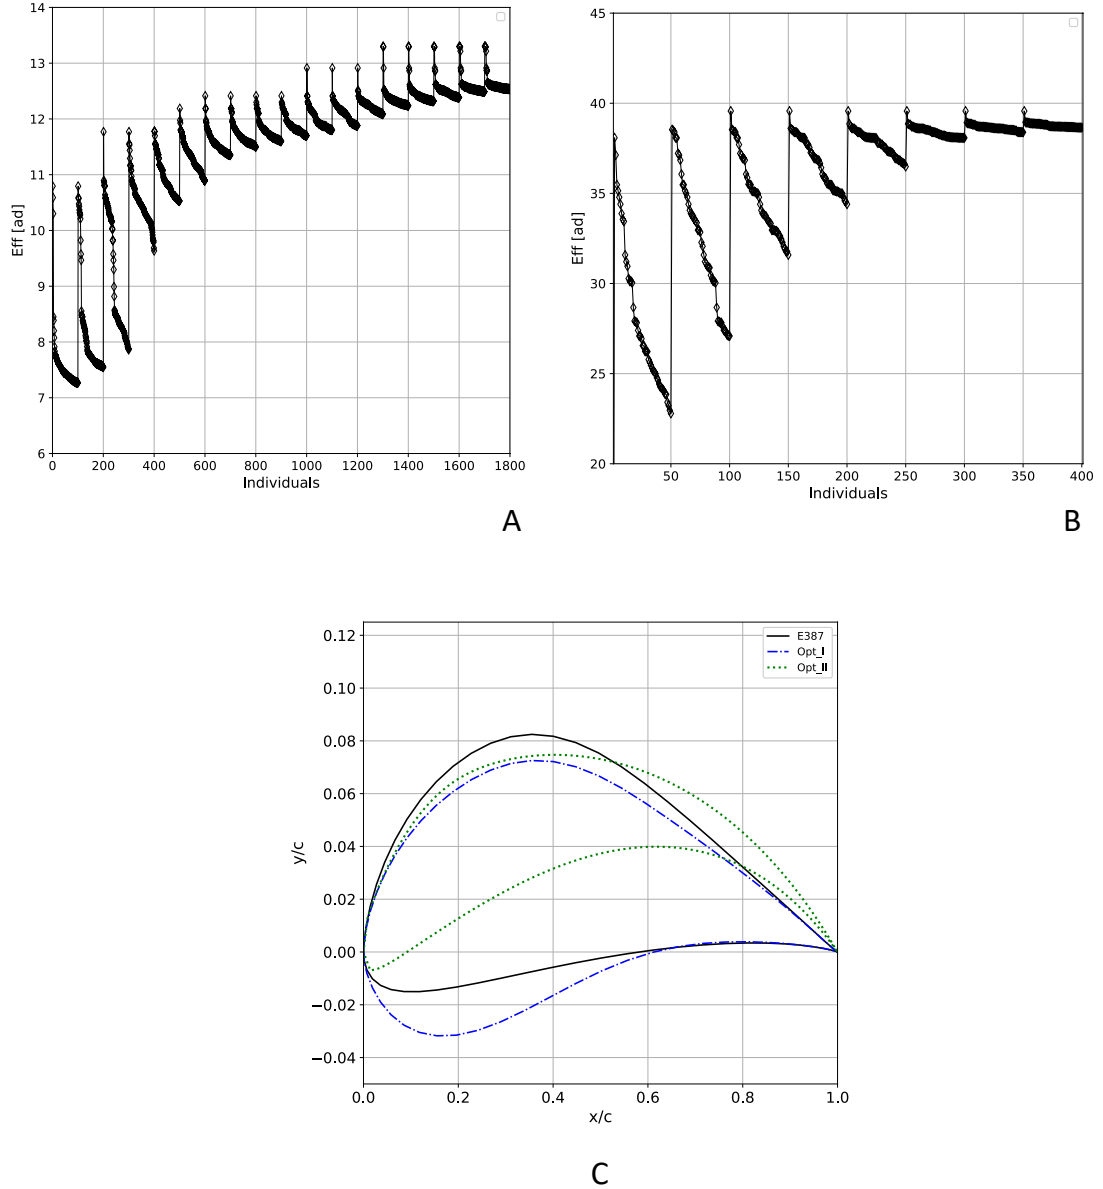 14
13
12
11
10
9
8
7
6
Eff [ad]
0 200 400 600 800 1000 1200 1400 1600 1800
Individuals
A
45
40
35
30
25
20
Eff [ad]
50 100 150 200 250 300 350 400
Individuals
B
0.12
0.10
0.08
0.06
0.04
0.02
0.00
−0.02
−0.04
y/c
E387
Opt_I
Opt_II
0.0 0.2 0.4 0.6 0.8 1.0
x/c
C